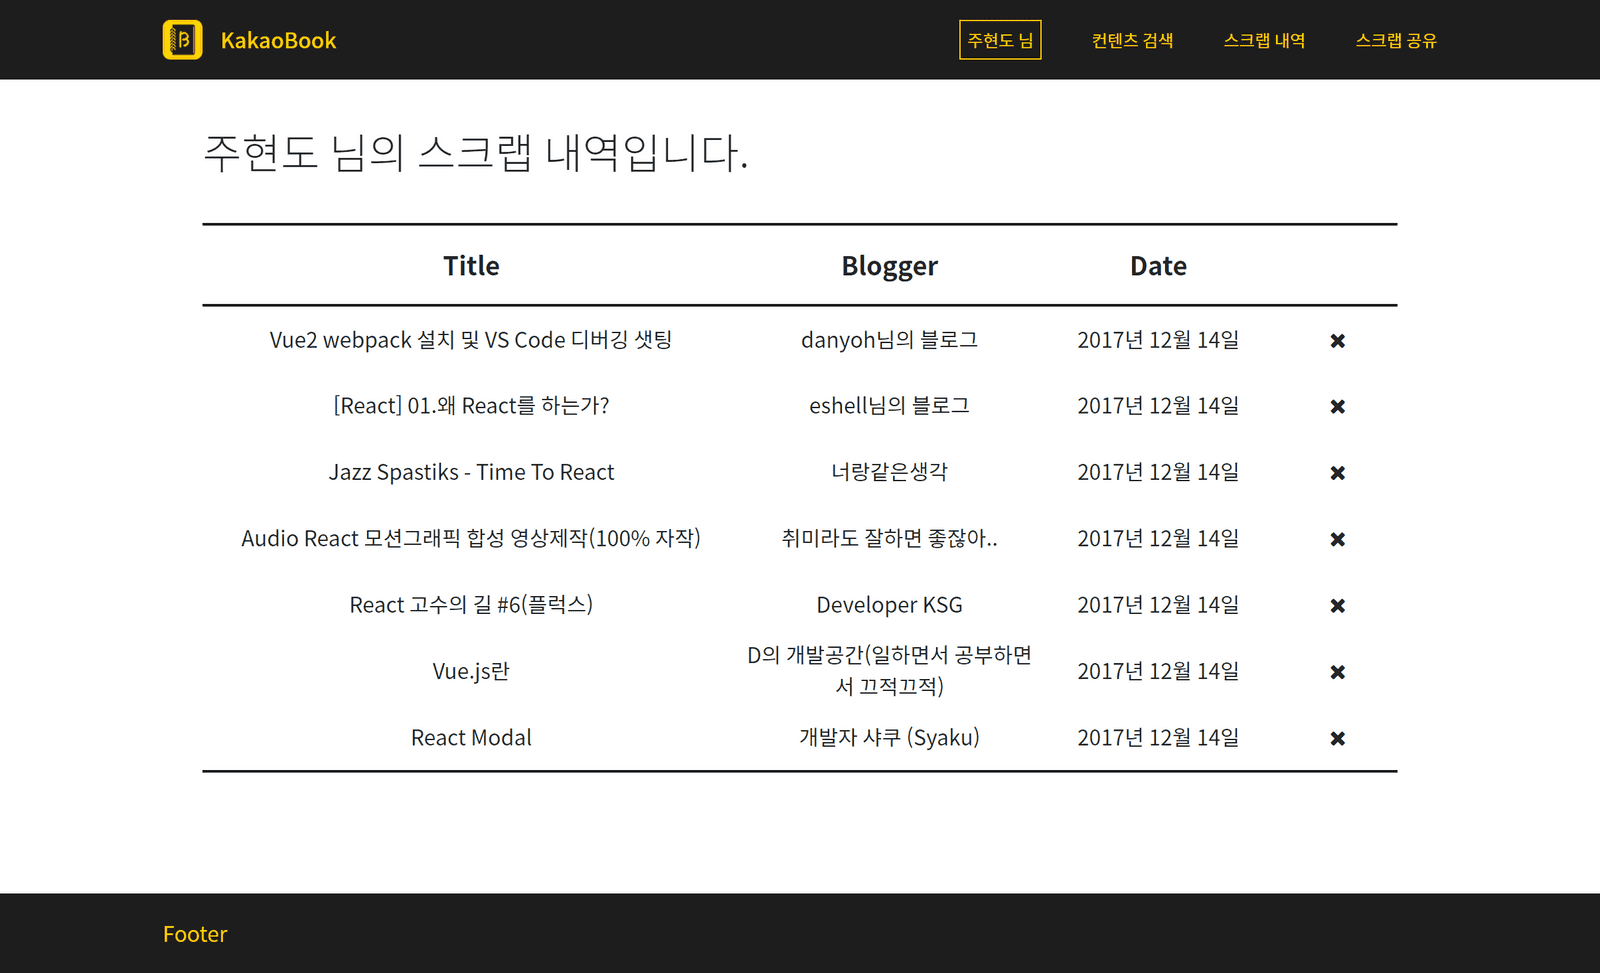 KakaoBook
주현도 님 컨텐츠 검색 스크랩 내역 스크랩 공유
주현도 님의 스크랩 내역입니다.
Title Blogger Date
Vue2 webpack 설치 및 VS Code 디버깅 샛팅 danyoh님의 블로그 2017년 12월 14일 ✖
[React] 01.왜 React를 하는가? eshell님의 블로그 2017년 12월 14일 ✖
Jazz Spastiks - Time To React 너랑같은생각 2017년 12월 14일 ✖
Audio React 모션그래픽 합성 영상제작(100% 자작) 취미라도 잘하면 좋잖아.. 2017년 12월 14일 ✖
React 고수의 길 #6(플럭스) Developer KSG 2017년 12월 14일 ✖
Vue.js란 D의 개발공간(일하면서 공부하면
서 끄적끄적) 2017년 12월 14일 ✖
React Modal 개발자 샤쿠 (Syaku) 2017년 12월 14일 ✖
Footer